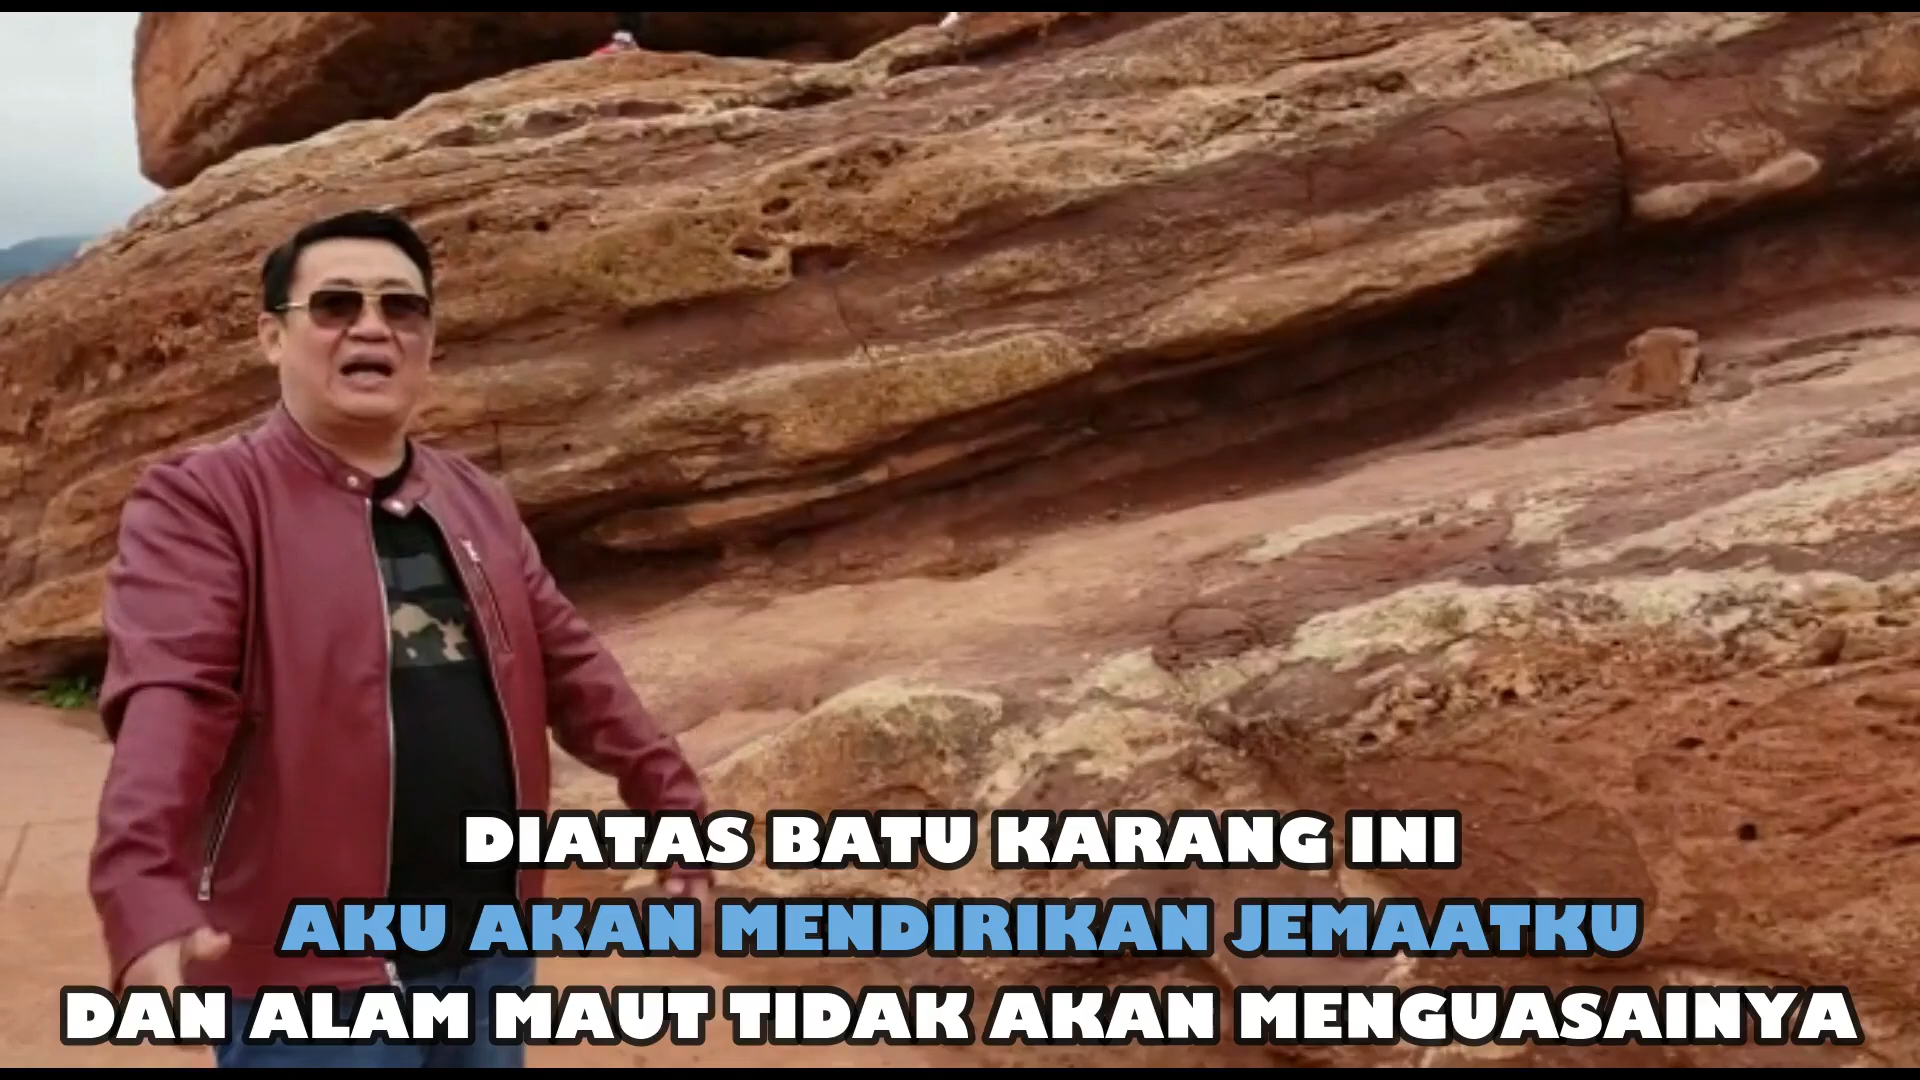 DIATAS BATU KARANG INI
AKU AKAN MENDIRIKAN JEMAATKU
DAN ALAM MAUT TIDAK AKAN MENGUASAINYA